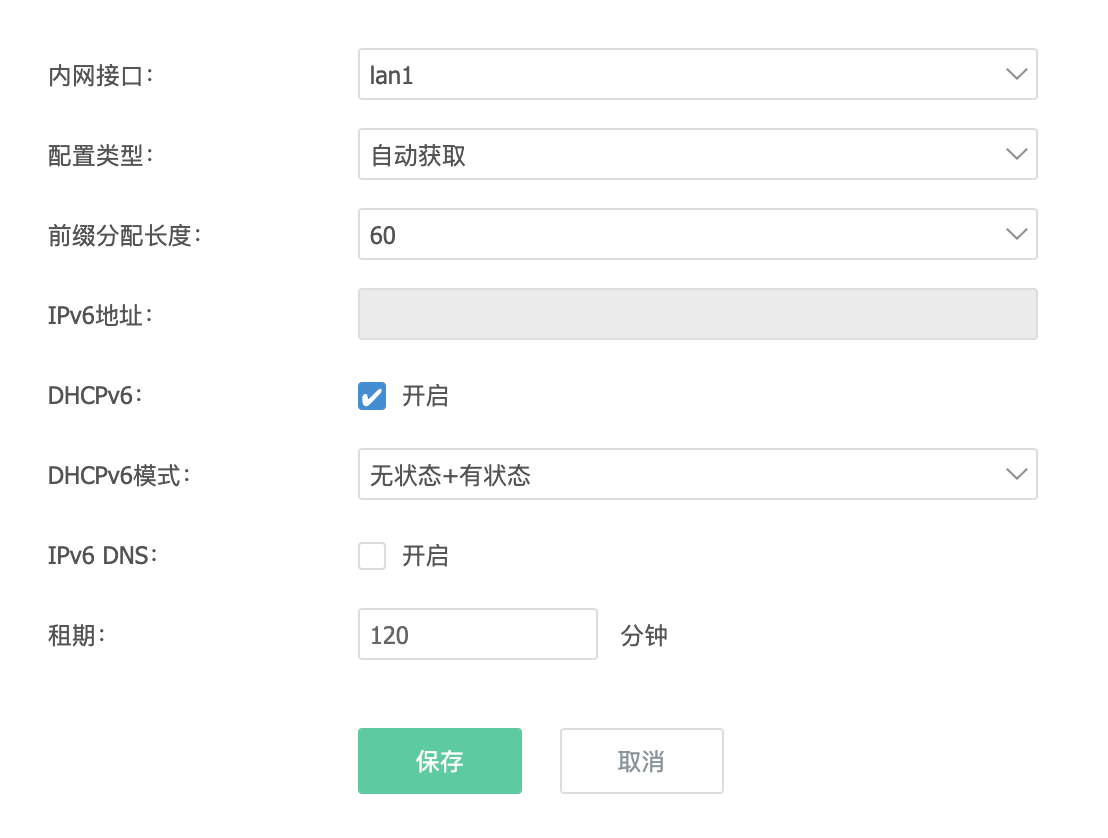 内网接口： lan1
配置类型： 自动获取
前缀分配长度： 60
IPv6地址：
DHCPv6： 开启
DHCPv6模式： 无状态+有状态
IPv6 DNS： 开启
租期： 120 分钟
保存 取消